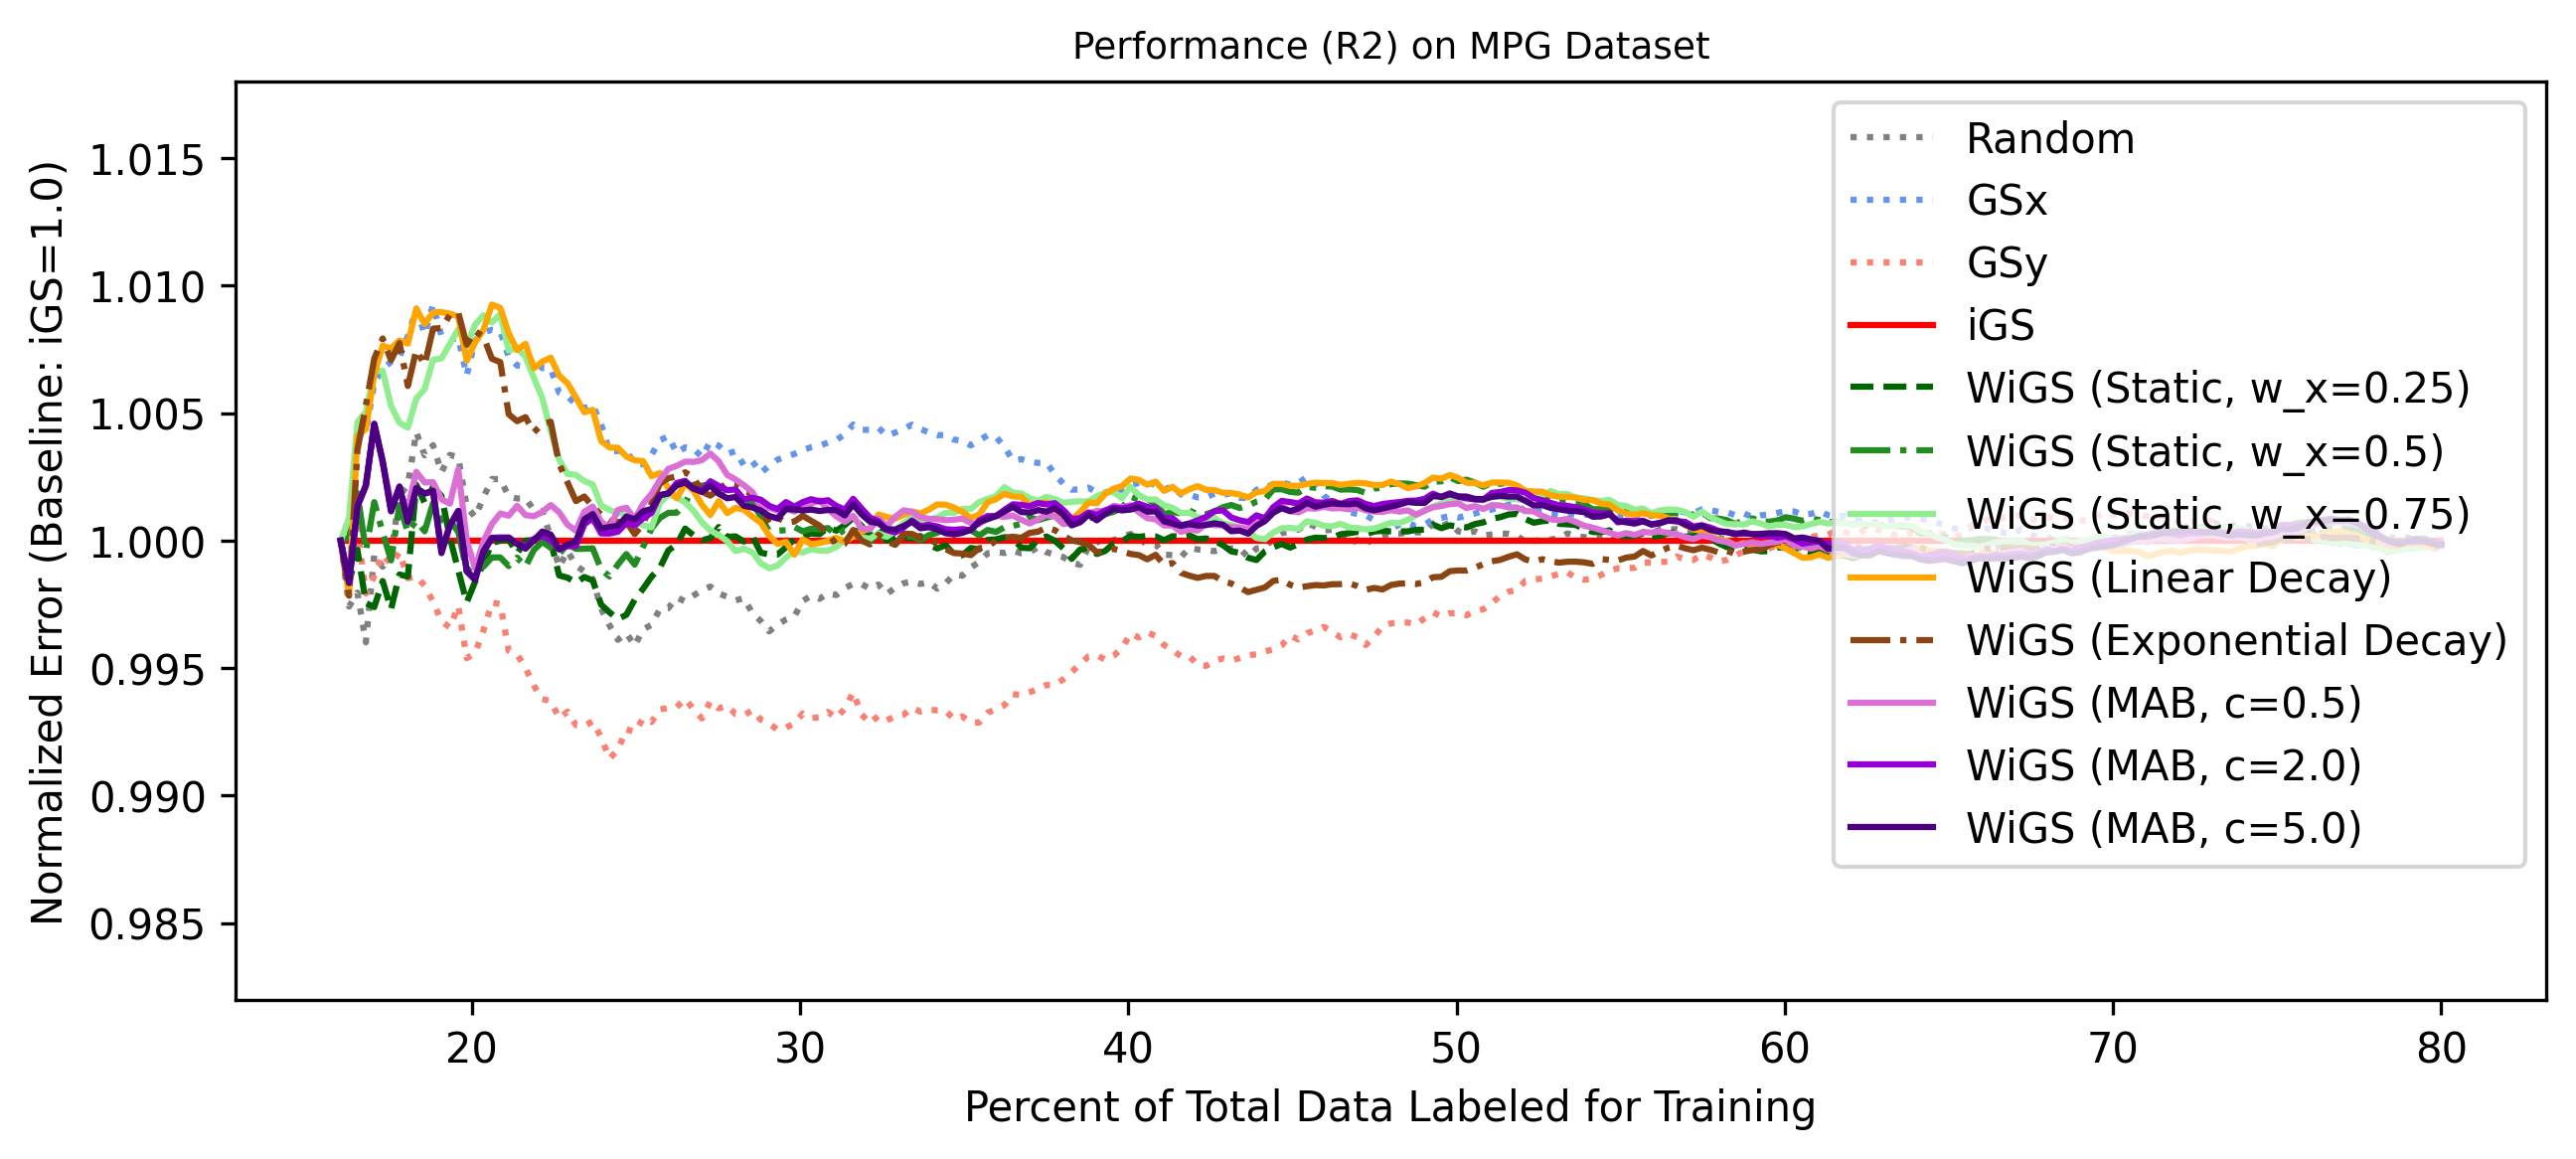 Performance (R2) on MPG Dataset
Normalized Error (Baseline: iGS=1.0)
1.015
1.010
1.005
1.000
0.995
0.990
0.985
Random
GSx
GSy
iGS
WiGS (Static, w_x=0.25)
WiGS (Static, w_x=0.5)
WiGS (Static, w_x=0.75)
WiGS (Linear Decay)
WiGS (Exponential Decay)
WiGS (MAB, c=0.5)
WiGS (MAB, c=2.0)
WiGS (MAB, c=5.0)
20 30 40 50 60 70 80
Percent of Total Data Labeled for Training